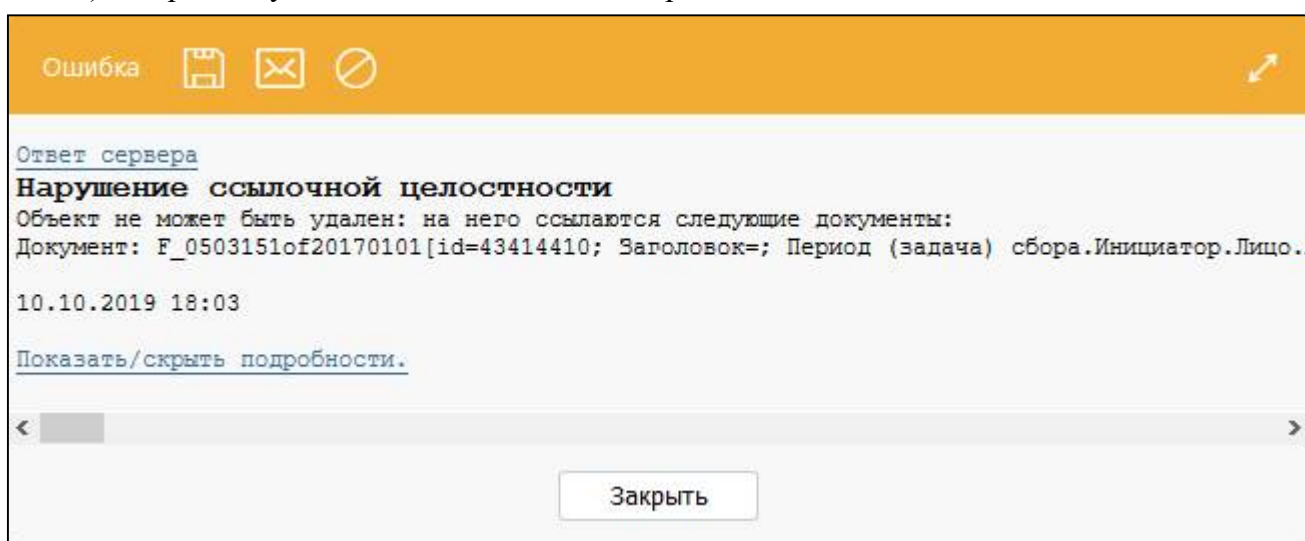 Ошибка
Ответ сервера
Нарушение ссылочной целостности
Объект не может быть удален: на него ссылаются следующие документы:
Документ: F_0503151of20170101[id=43414410; Заголовок=; Период (задача) сбора.Инициатор.Лицо.
10.10.2019 18:03
Показать/скрыть подробности.
Закрыть